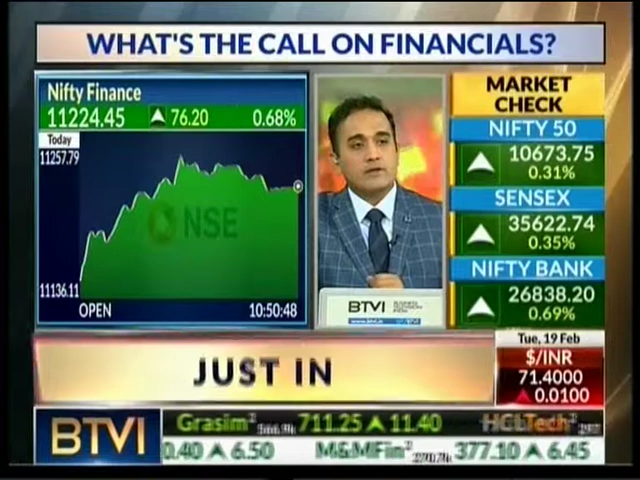 WHAT'S THE CALL ON FINANCIALS?
Nifty Finance
11224.45 ▲ 76.20 0.68%
Today
11257.79
NSE
11136.11
OPEN 10:50:48
BTVI BUSINESS TELEVISION INDIA
MARKET
CHECK
NIFTY 50
10673.75
0.31%
SENSEX
35622.74
0.35%
NIFTY BANK
26838.20
0.69%
JUST IN
Tue, 19 Feb
$/INR
71.4000
▲ 0.0100
BTVI
Grasim 711.25 ▲ 11.40 HCLTech
0.40 ▲ 6.50 M&MFin 377.10 ▲ 6.45